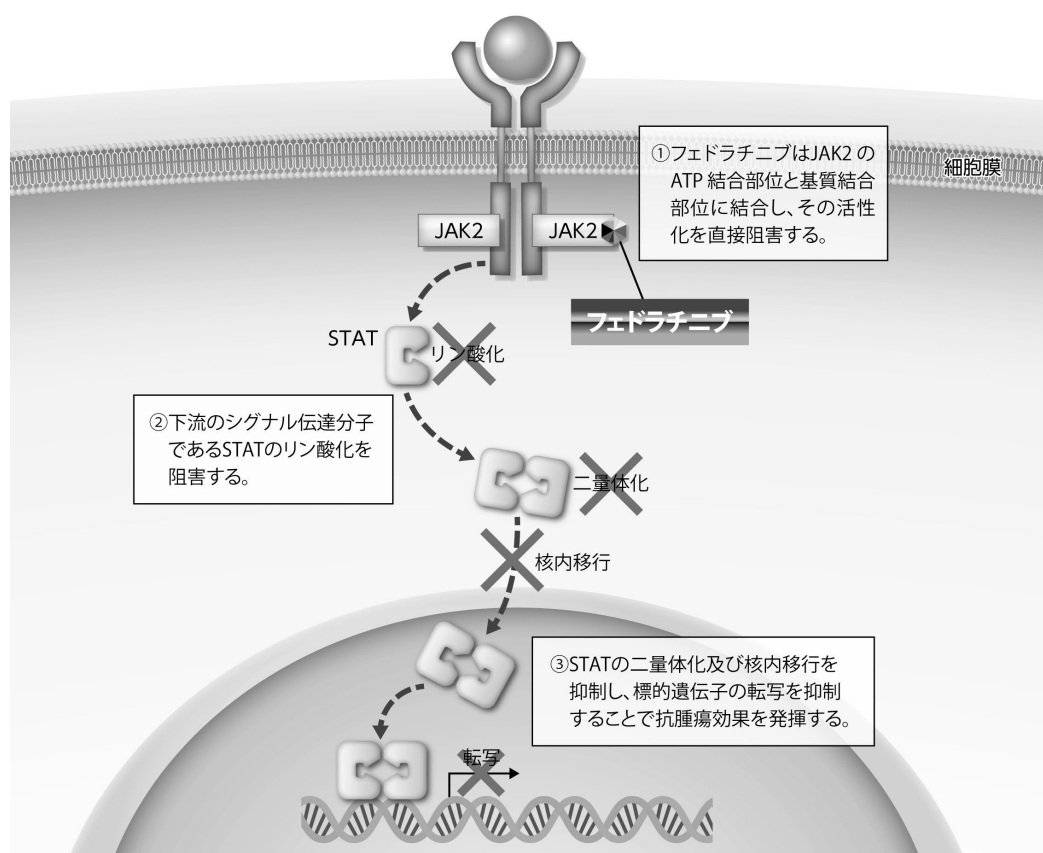 ①フェドラチニブはJAK2 の
ATP 結合部位と基質結合
部位に結合し、その活性
化を直接阻害する。
細胞膜
JAK2
JAK2
フェドラチニブ
STAT
リン酸化
②下流のシグナル伝達分子
であるSTATのリン酸化を
阻害する。
二量体化
核内移行
③STATの二量体化及び核内移行を
抑制し、標的遺伝子の転写を抑制
することで抗腫瘍効果を発揮する。
転写